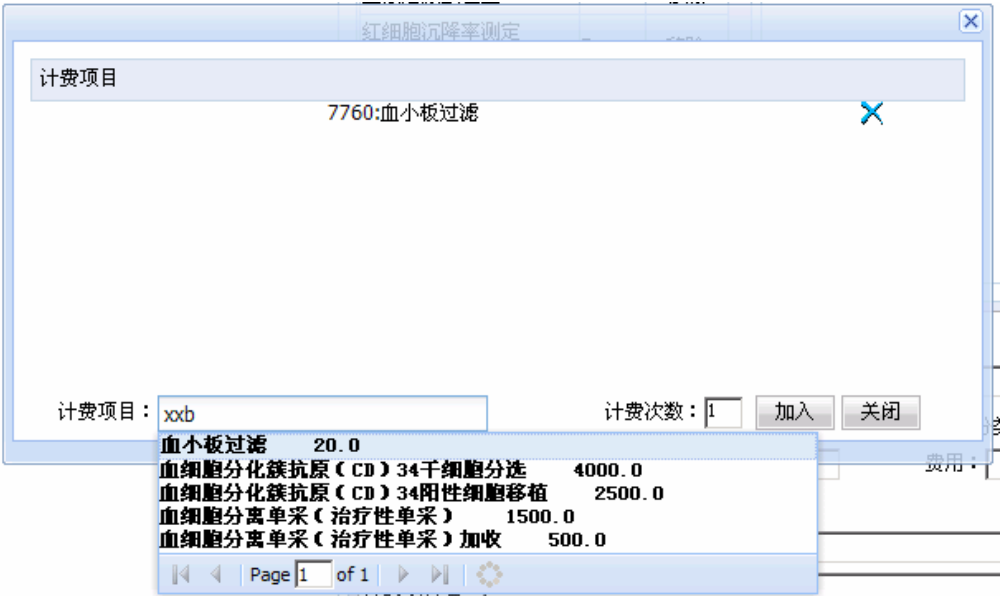 红细胞沉降率测定
计费项目
7760:血小板过滤
计费项目： xxb 计费次数： 1 加入 关闭
血小板过滤 20.0
血细胞分化簇抗原（CD）34干细胞分选 4000.0
血细胞分化簇抗原（CD）34阳性细胞移植 2500.0
血细胞分离单采（治疗性单采） 1500.0
血细胞分离单采（治疗性单采）加收 500.0
费用：
Page 1 of 1